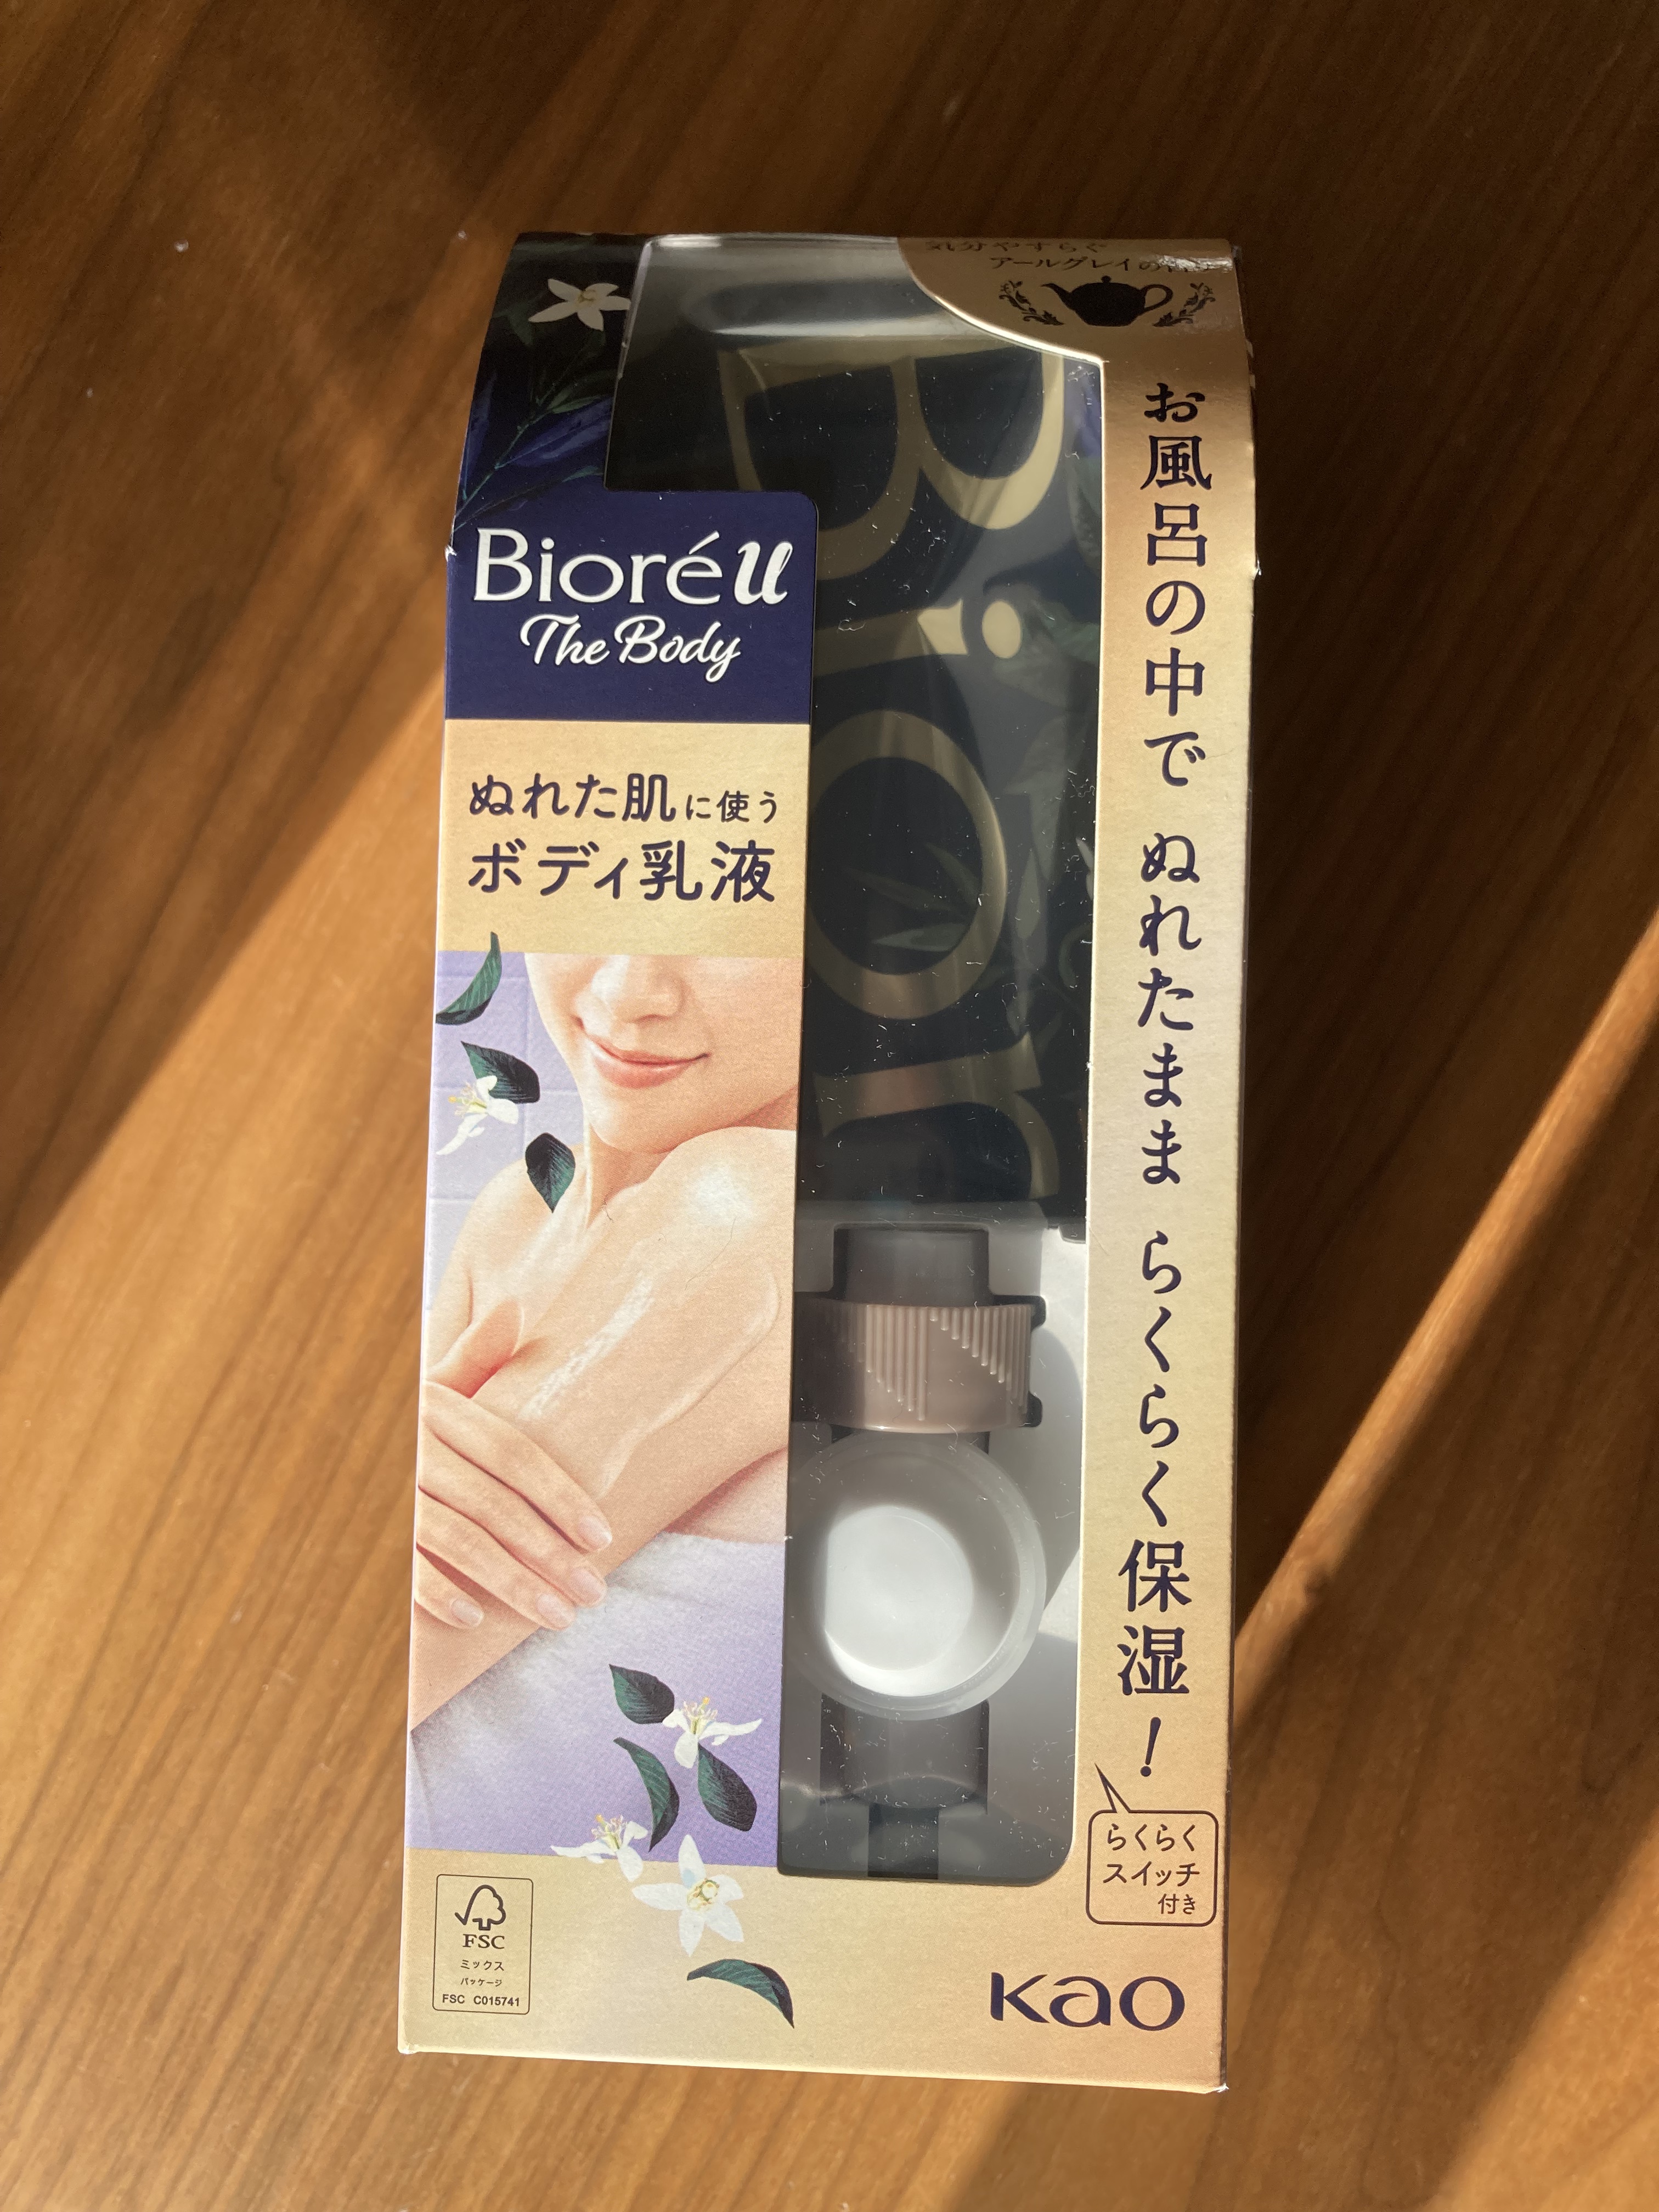 気分やすらぐ
アールグレイの香り
Bioré u
The Body
ぬれた肌に使う
ボディ乳液
Bior
お風呂の中で ぬれたまま らくらく保湿!
らくらく
スイッチ
付き
FSC
ミックス
パッケージ
FSC C015741
Kao